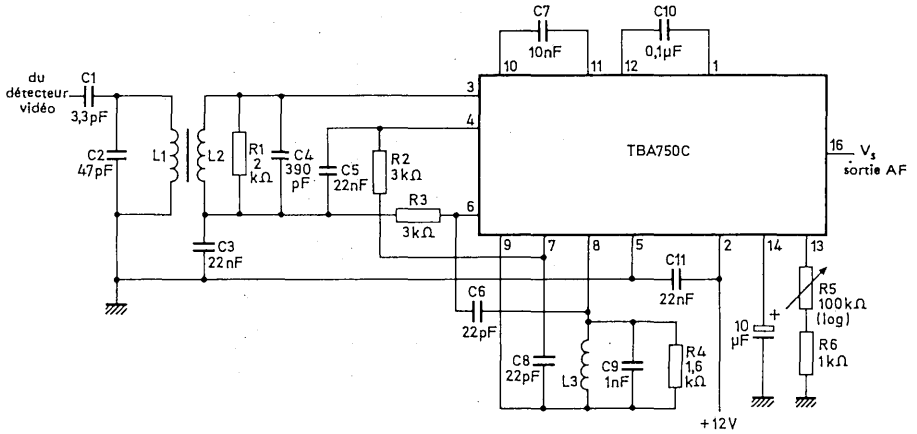 C7
10nF
C10
0,1µF
10
11
12
1
du
détecteur
vidéo
C1
3,3pF
3
4
TBA750C
16
Vs
sortie AF
C2
47pF
L1
L2
R1
2
kΩ
C4
390
pF
C5
22nF
R2
3kΩ
R3
3kΩ
6
C3
22nF
9
7
8
5
2
14
13
C11
22nF
C6
22pF
+
10
µF
R5
100kΩ
(log)
R6
1kΩ
C8
22pF
L3
C9
1nF
R4
1,6
kΩ
+12V